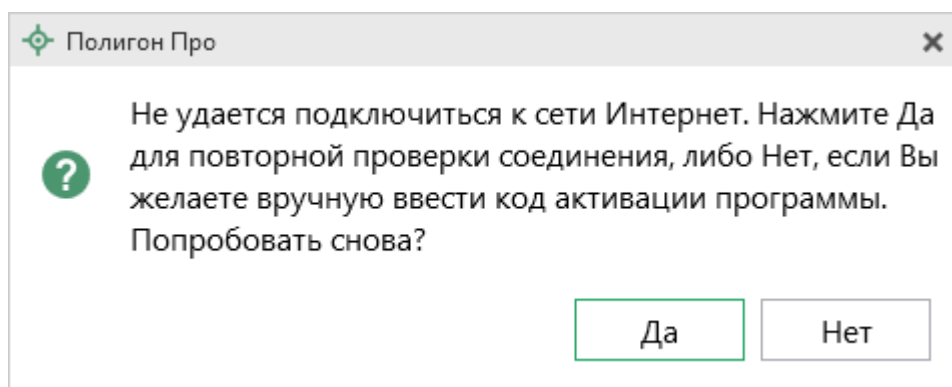 Полигон Про
Не удается подключиться к сети Интернет. Нажмите Да
для повторной проверки соединения, либо Нет, если Вы
желаете вручную ввести код активации программы.
Попробовать снова?
Да
Нет